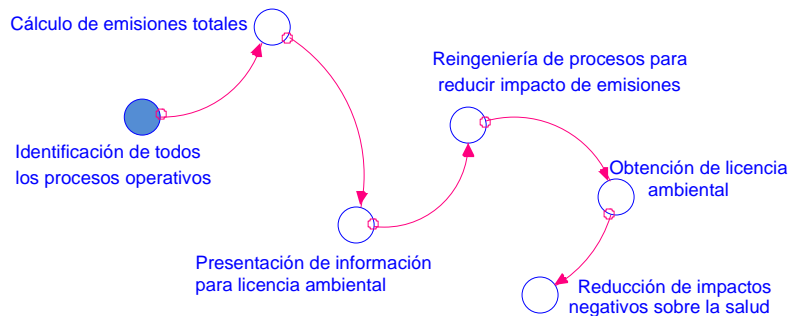 Cálculo de emisiones totales
Identificación de todos
los procesos operativos
Presentación de información
para licencia ambiental
Reingeniería de procesos para
reducir impacto de emisiones
Obtención de licencia
ambiental
Reducción de impactos
negativos sobre la salud